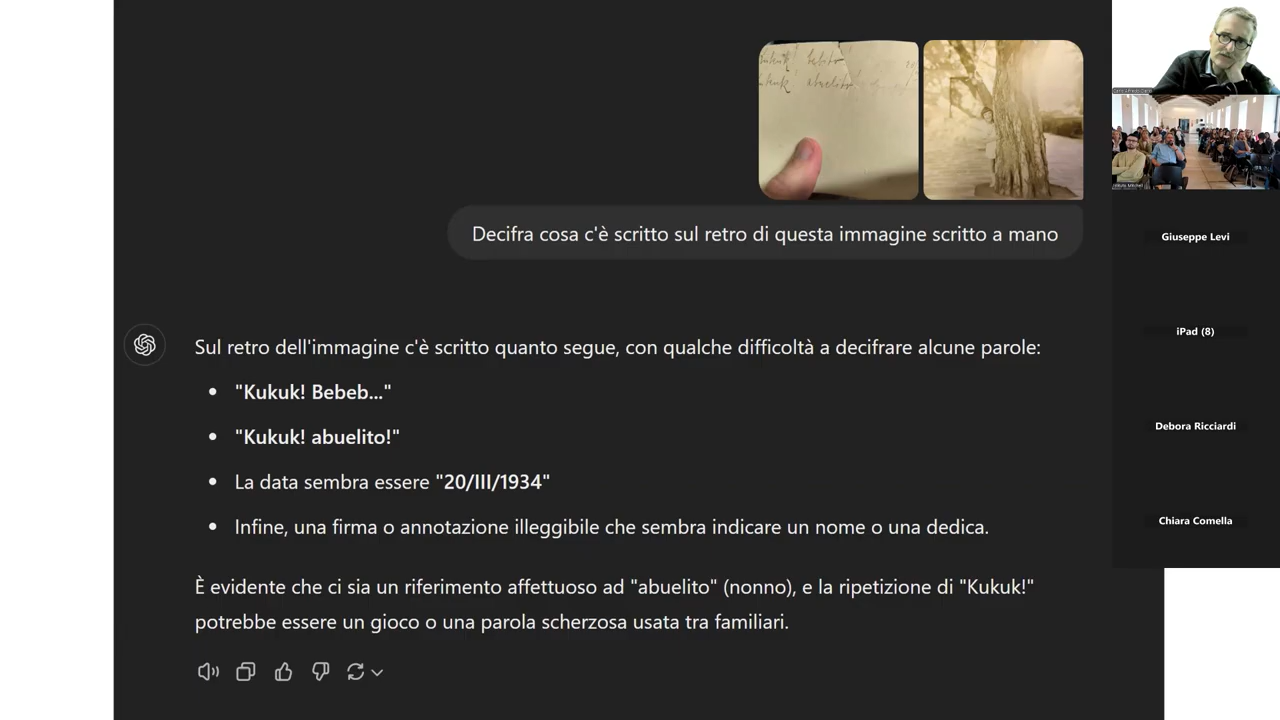 Decifra cosa c'è scritto sul retro di questa immagine scritto a mano
Sul retro dell'immagine c'è scritto quanto segue, con qualche difficoltà a decifrare alcune parole:
"Kukuk! Bebeb..."
"Kukuk! abuelito!"
La data sembra essere "20/III/1934"
Infine, una firma o annotazione illeggibile che sembra indicare un nome o una dedica.
È evidente che ci sia un riferimento affettuoso ad "abuelito" (nonno), e la ripetizione di "Kukuk!"
potrebbe essere un gioco o una parola scherzosa usata tra familiari.
Giuseppe Levi
iPad (8)
Debora Ricciardi
Chiara Comella